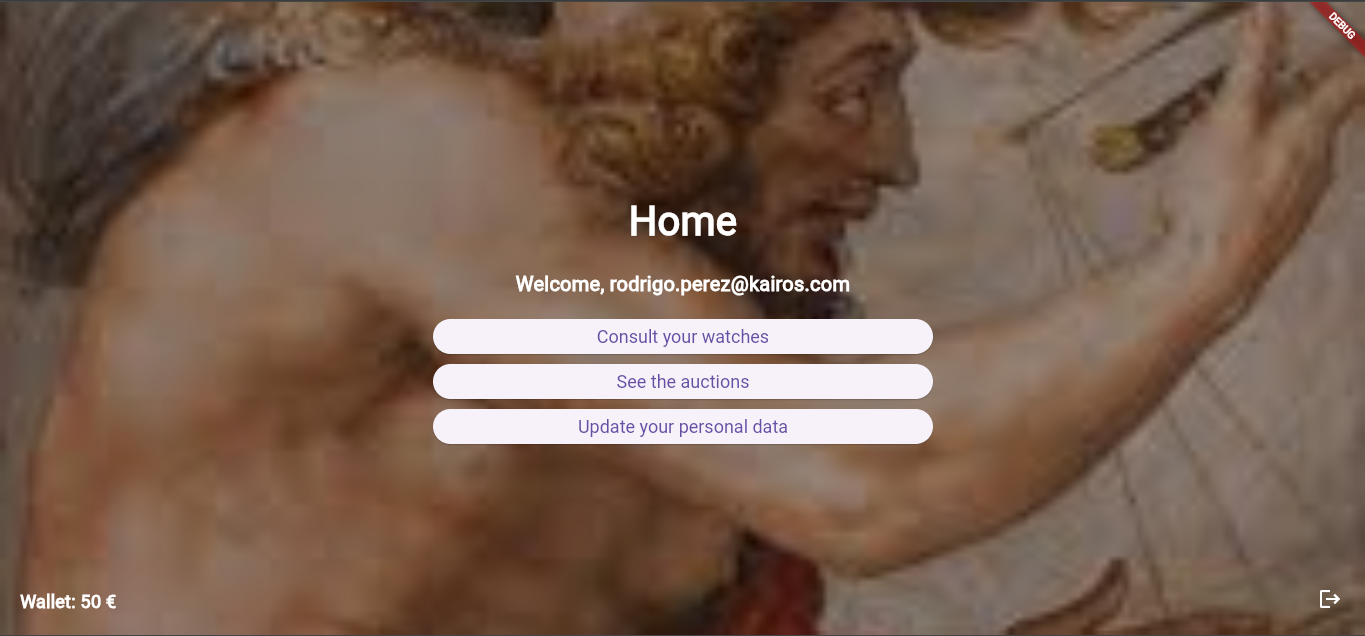 DEBUG
Home
Welcome, rodrigo.perez@kairos.com
Consult your watches
See the auctions
Update your personal data
Wallet: 50 €